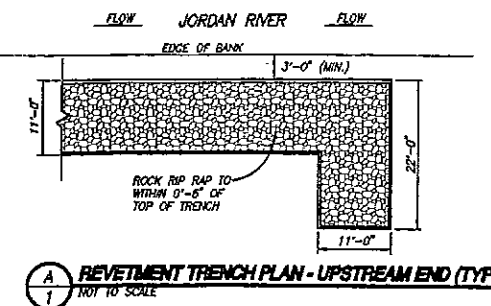 FLOW JORDAN RIVER FLOW
EDGE OF BANK
3'-0" (MIN.)
11'-0"
22'-0"
ROCK RIP RAP TO
WITHIN 0'-6" OF
TOP OF TRENCH
11'-0"
A
1
REVETMENT TRENCH PLAN - UPSTREAM END (TYP
NOT TO SCALE